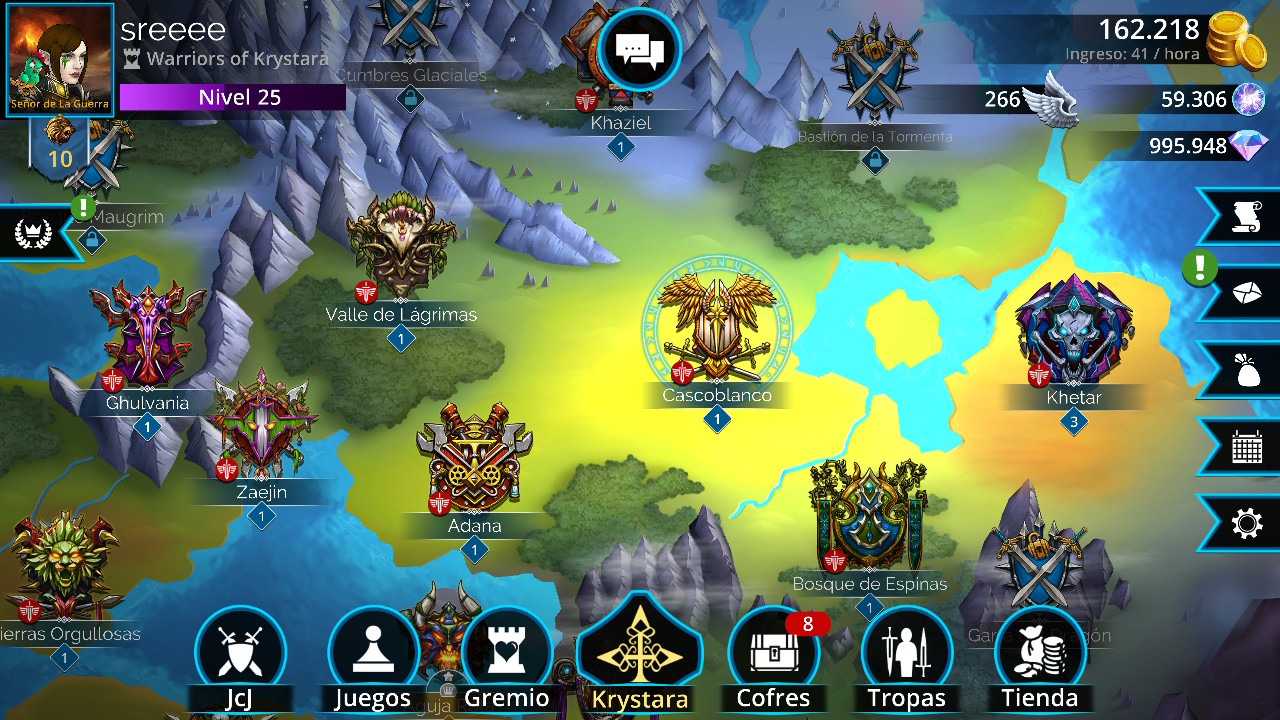 sreeee
Warriors of Krystara
Señor de La Guerra
Nivel 25
162.218
Ingreso: 41 / hora
266
59.306
995.948
10
Cumbres Glaciales
Khaziel
1
Bastión de la Tormenta
Maugrim
!
!
Valle de Lágrimas
1
Ghulvania
1
Cascoblanco
1
Khetar
3
Zaejin
1
Adana
1
Bosque de Espinas
1
ierras Orgullosas
1
8
JcJ
Juegos
Gremio
Krystara
Cofres
Tropas
Tienda